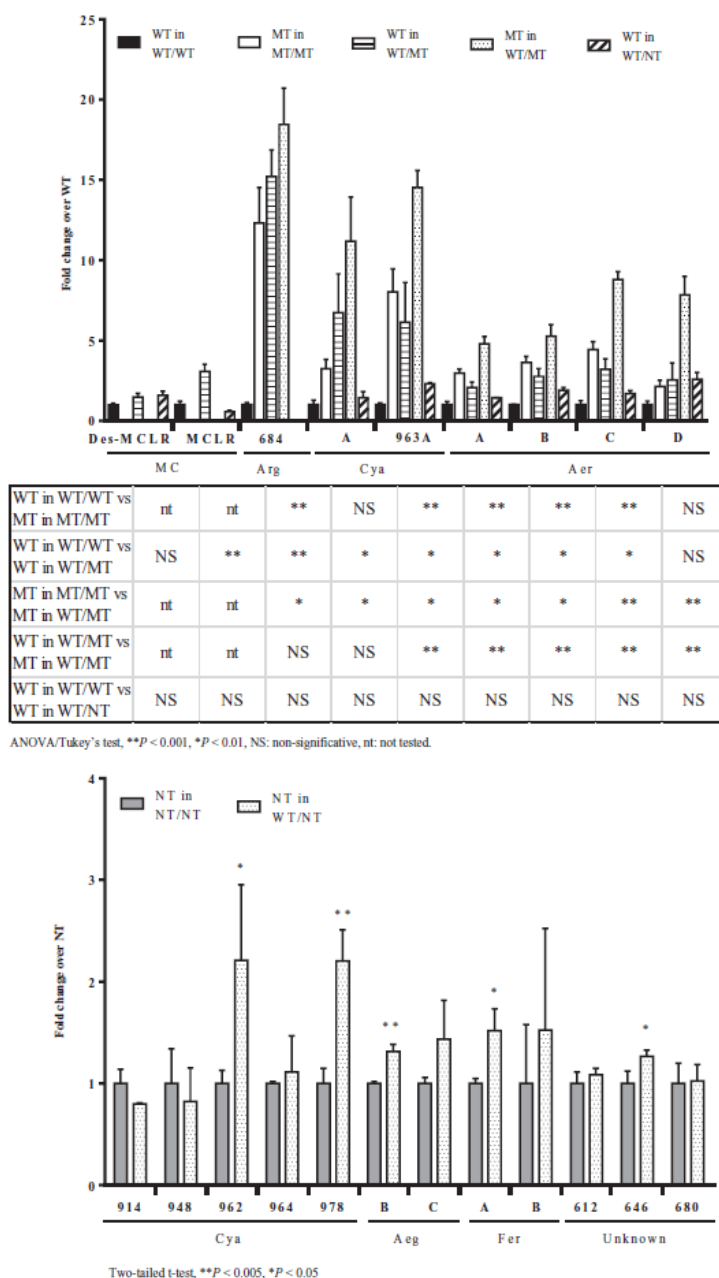 25
20
15
10
5
0
Fold change over WT
WT in WT/WT
MT in MT/MT
WT in WT/MT
MT in WT/MT
WT in WT/NT
Des-MCLR MCLR 684 A 963A A B C D
MC Arg Cya Aer
WT in WT/WT vs MT in MT/MT nt nt ** NS ** ** ** ** NS
WT in WT/WT vs WT in WT/MT NS ** ** * * * * * NS
MT in MT/MT vs MT in WT/MT nt nt * * * * * ** **
WT in WT/MT vs MT in WT/MT nt nt NS NS ** ** ** ** **
WT in WT/WT vs WT in WT/NT NS NS NS NS NS NS NS NS NS
ANOVA/Tukey's test, **P < 0.001, *P < 0.01, NS: non-significative, nt: not tested.
4
3
2
1
0
Fold change over NT
NT in NT/NT
NT in WT/NT
* ** ** * *
914 948 962 964 978 B C A B 612 646 680
Cya Aeg Fer Unknown
Two-tailed t-test, **P < 0.005, *P < 0.05